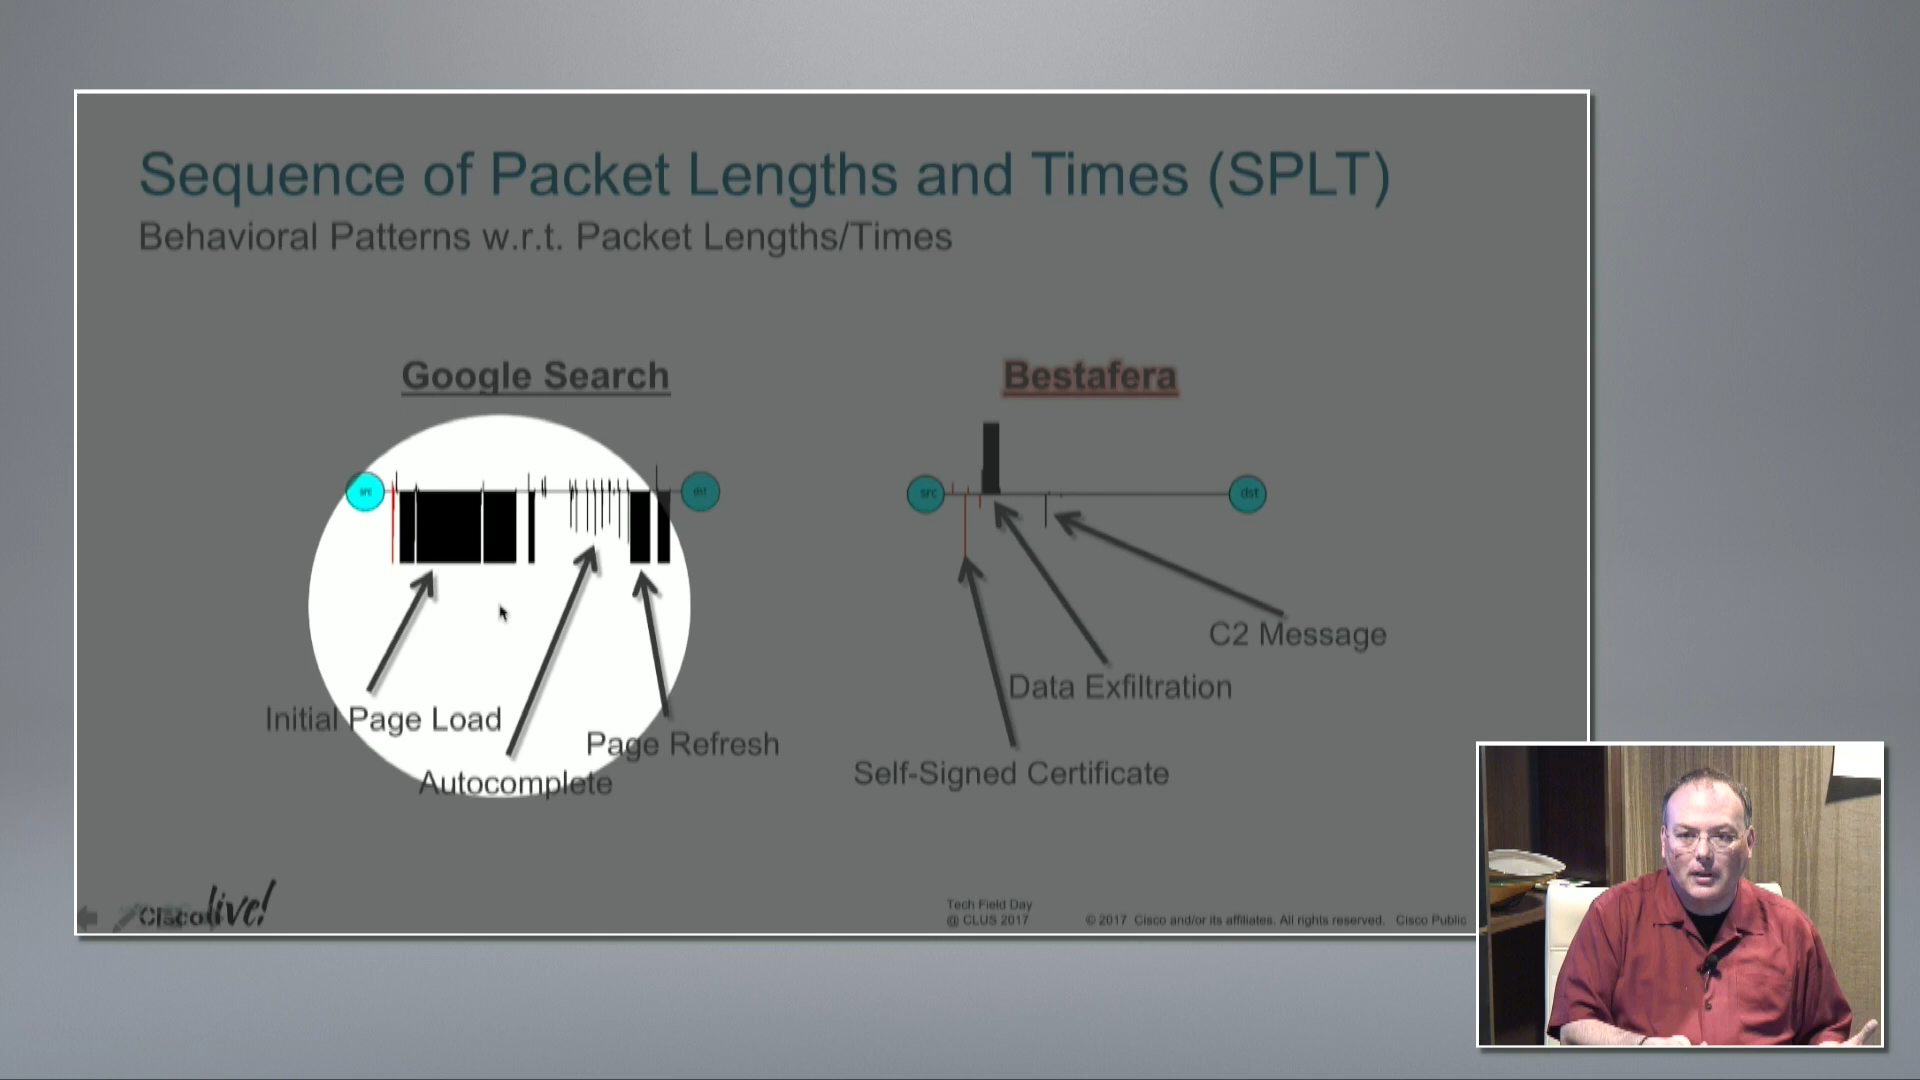 Sequence of Packet Lengths and Times (SPLT)
Behavioral Patterns w.r.t. Packet Lengths/Times
Google Search
Bestafera
src
dst
src
dst
C2 Message
Data Exfiltration
Initial Page Load
Page Refresh
Self-Signed Certificate
Autocomplete
Cisco live!
Tech Field Day
@ CLUS 2017
© 2017 Cisco and/or its affiliates. All rights reserved. Cisco Public